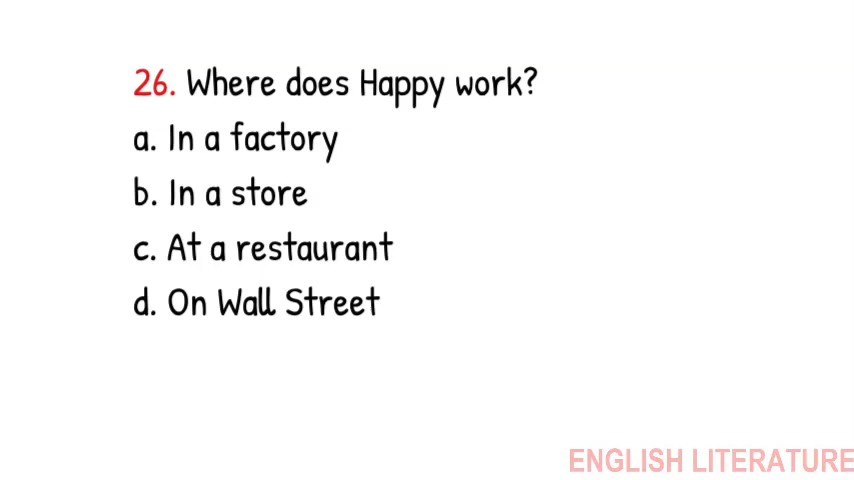 26. Where does Happy work?
a. In a factory
b. In a store
c. At a restaurant
d. On Wall Street
ENGLISH LITERATURE